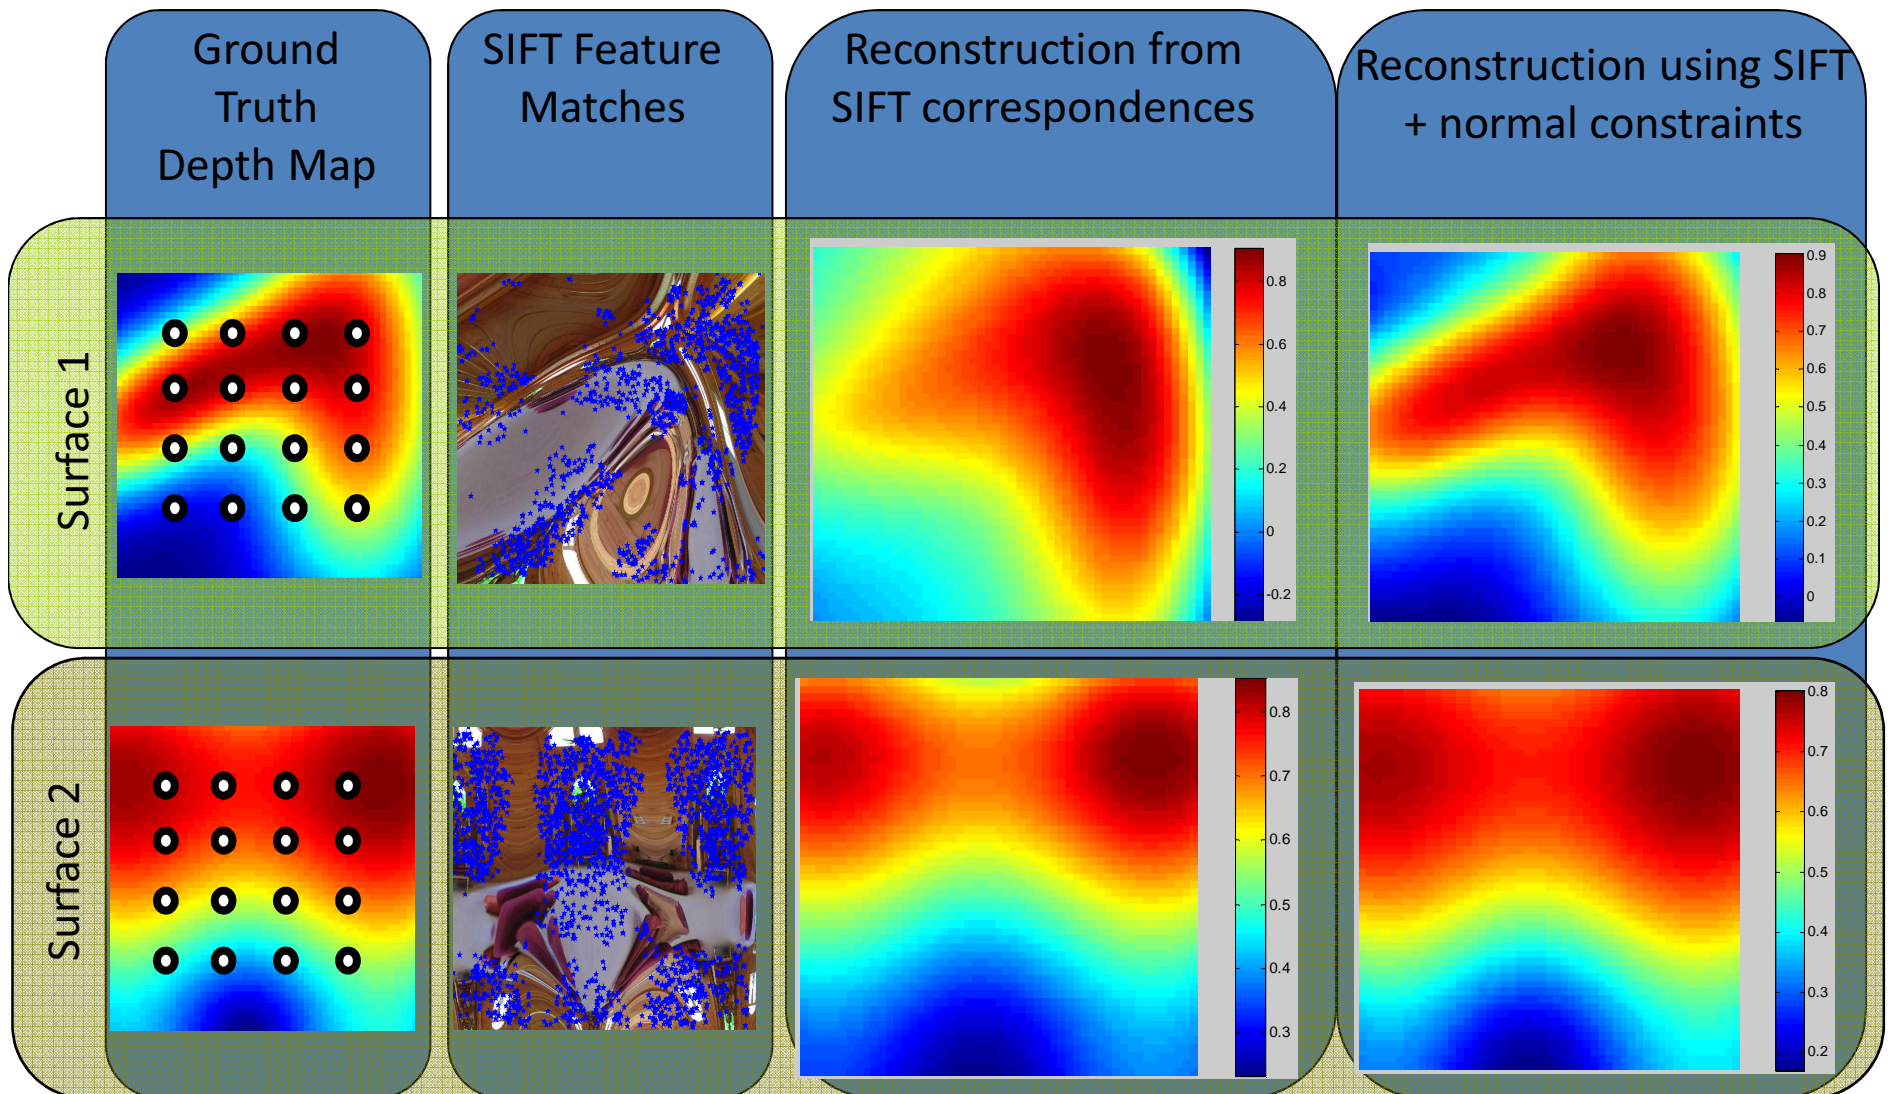 Ground
Truth
Depth Map
SIFT Feature
Matches
Reconstruction from
SIFT correspondences
Reconstruction using SIFT
+ normal constraints
Surface 1
0.8
0.6
0.4
0.2
0
-0.2
0.9
0.8
0.7
0.6
0.5
0.4
0.3
0.2
0.1
0
Surface 2
0.8
0.7
0.6
0.5
0.4
0.3
0.8
0.7
0.6
0.5
0.4
0.3
0.2